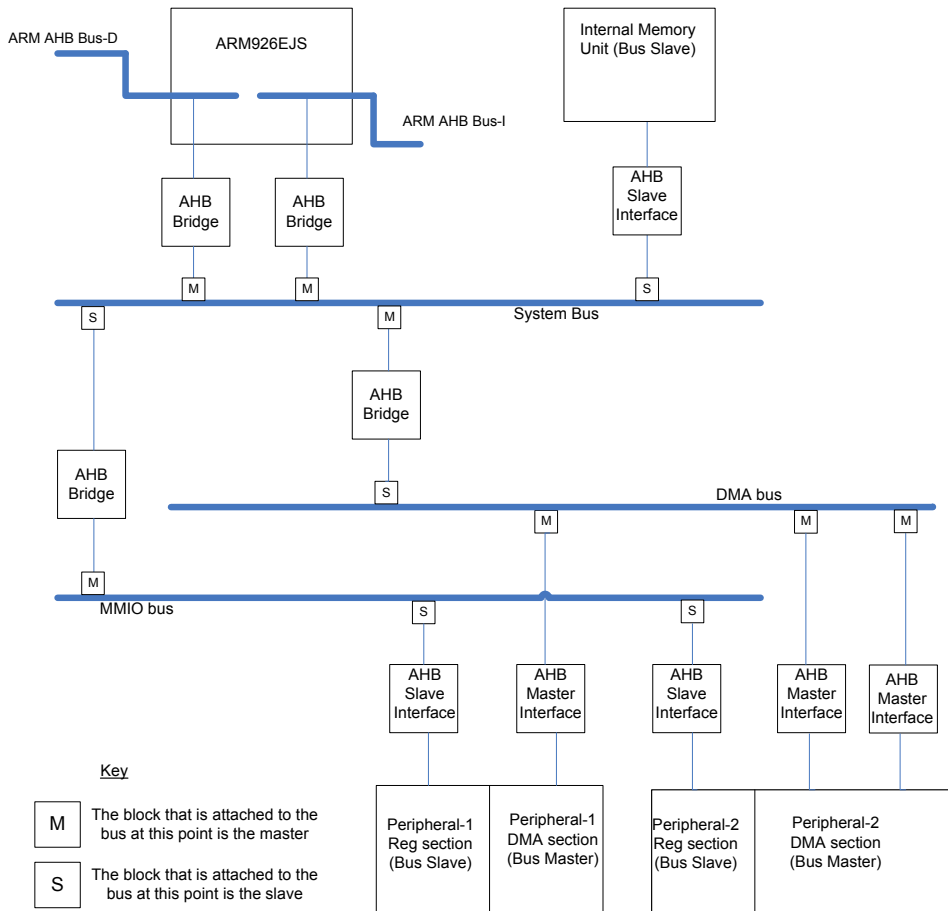 ARM AHB Bus-D
ARM926EJS
Internal Memory
Unit (Bus Slave)
ARM AHB Bus-I
AHB
Bridge
AHB
Bridge
AHB
Slave
Interface
M
M
S
System Bus
S
M
AHB
Bridge
AHB
Bridge
S
DMA bus
M
M
M
M
MMIO bus
S
S
AHB
Slave
Interface
AHB
Master
Interface
AHB
Slave
Interface
AHB
Master
Interface
AHB
Master
Interface
Key
M
The block that is attached to the
bus at this point is the master
S
The block that is attached to the
bus at this point is the slave
Peripheral-1
Reg section
(Bus Slave)
Peripheral-1
DMA section
(Bus Master)
Peripheral-2
Reg section
(Bus Slave)
Peripheral-2
DMA section
(Bus Master)